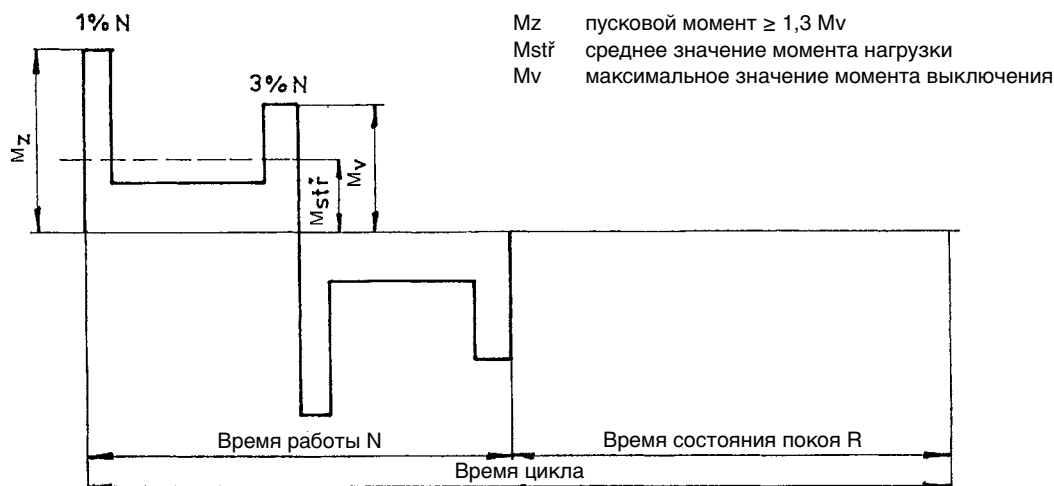 1% N
Mz пусковой момент ≥ 1,3 Mv
Mstř среднее значение момента нагрузки
Mv максимальное значение момента выключения
3% N
Mz
Mstř
Mv
Время работы N
Время состояния покоя R
Время цикла